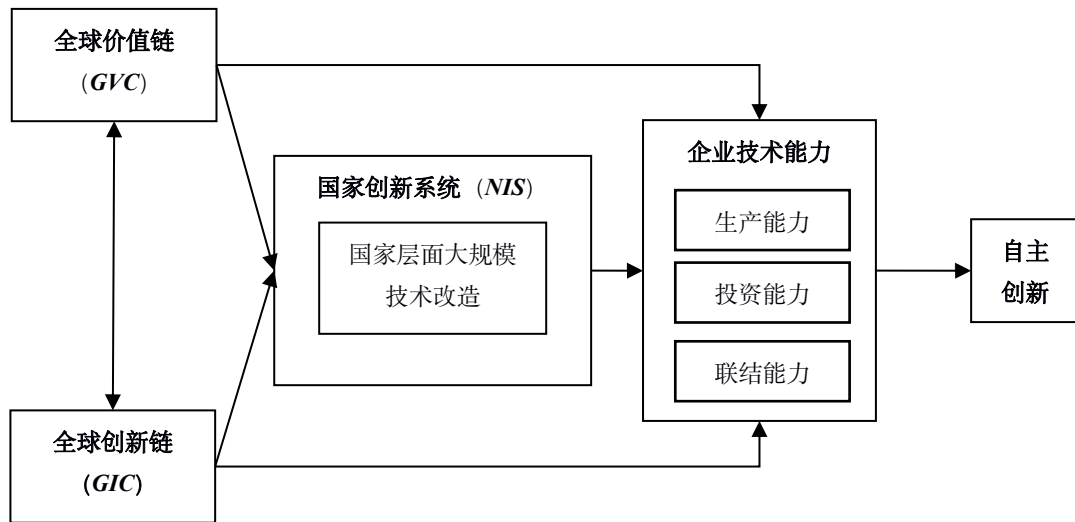 全球价值链
（GVC）
国家创新系统（NIS）
国家层面大规模
技术改造
全球创新链
(GIC)
企业技术能力
生产能力
投资能力
联结能力
自主
创新